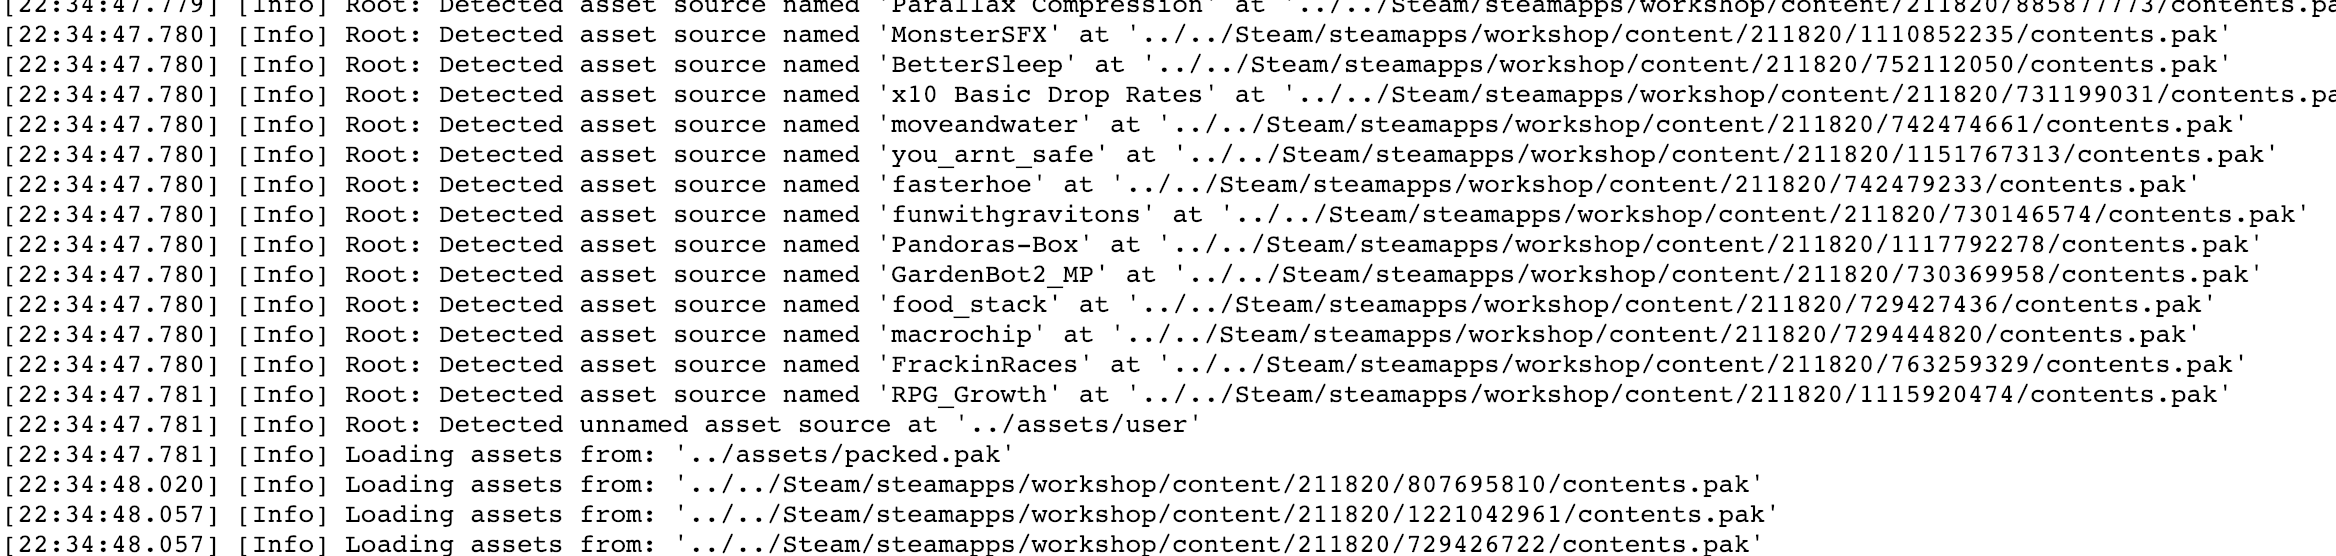 [22:34:47.779] [Info] Root: Detected asset source named 'Parallax Compression' at '../../Steam/steamapps/workshop/content/211820/885877773/contents.pa
[22:34:47.780] [Info] Root: Detected asset source named 'MonsterSFX' at '../../Steam/steamapps/workshop/content/211820/1110852235/contents.pak'
[22:34:47.780] [Info] Root: Detected asset source named 'BetterSleep' at '../../Steam/steamapps/workshop/content/211820/752112050/contents.pak'
[22:34:47.780] [Info] Root: Detected asset source named 'x10 Basic Drop Rates' at '../../Steam/steamapps/workshop/content/211820/731199031/contents.pa
[22:34:47.780] [Info] Root: Detected asset source named 'moveandwater' at '../../Steam/steamapps/workshop/content/211820/742474661/contents.pak'
[22:34:47.780] [Info] Root: Detected asset source named 'you_arnt_safe' at '../../Steam/steamapps/workshop/content/211820/1151767313/contents.pak'
[22:34:47.780] [Info] Root: Detected asset source named 'fasterhoe' at '../../Steam/steamapps/workshop/content/211820/742479233/contents.pak'
[22:34:47.780] [Info] Root: Detected asset source named 'funwithgravitons' at '../../Steam/steamapps/workshop/content/211820/730146574/contents.pak'
[22:34:47.780] [Info] Root: Detected asset source named 'Pandoras-Box' at '../../Steam/steamapps/workshop/content/211820/1117792278/contents.pak'
[22:34:47.780] [Info] Root: Detected asset source named 'GardenBot2_MP' at '../../Steam/steamapps/workshop/content/211820/730369958/contents.pak'
[22:34:47.780] [Info] Root: Detected asset source named 'food_stack' at '../../Steam/steamapps/workshop/content/211820/729427436/contents.pak'
[22:34:47.780] [Info] Root: Detected asset source named 'macrochip' at '../../Steam/steamapps/workshop/content/211820/729444820/contents.pak'
[22:34:47.780] [Info] Root: Detected asset source named 'FrackinRaces' at '../../Steam/steamapps/workshop/content/211820/763259329/contents.pak'
[22:34:47.781] [Info] Root: Detected asset source named 'RPG_Growth' at '../../Steam/steamapps/workshop/content/211820/1115920474/contents.pak'
[22:34:47.781] [Info] Root: Detected unnamed asset source at '../assets/user'
[22:34:47.781] [Info] Loading assets from: '../assets/packed.pak'
[22:34:48.020] [Info] Loading assets from: '../../Steam/steamapps/workshop/content/211820/807695810/contents.pak'
[22:34:48.057] [Info] Loading assets from: '../../Steam/steamapps/workshop/content/211820/1221042961/contents.pak'
[22:34:48.057] [Info] Loading assets from: '../../Steam/steamapps/workshop/content/211820/729426722/contents.pak'